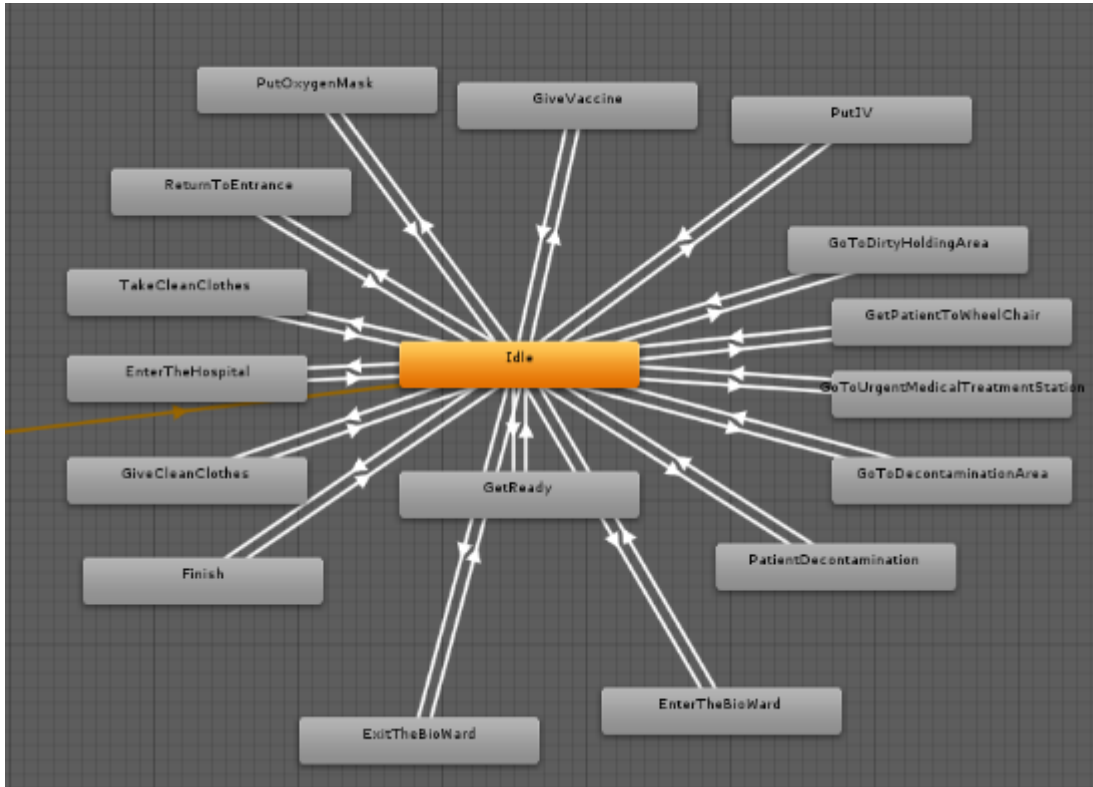 PutOxygenMask
GiveVaccine
PutIV
ReturnToEntrance
GoToDirtyHoldingArea
TakeCleanClothes
GetPatientToWheelChair
Idle
EnterTheHospital
GoToUrgentMedicalTreatmentStation
GiveCleanClothes
GoToDecontaminationArea
GetReady
PatientDecontamination
Finish
EnterTheBioWard
ExitTheBioWard